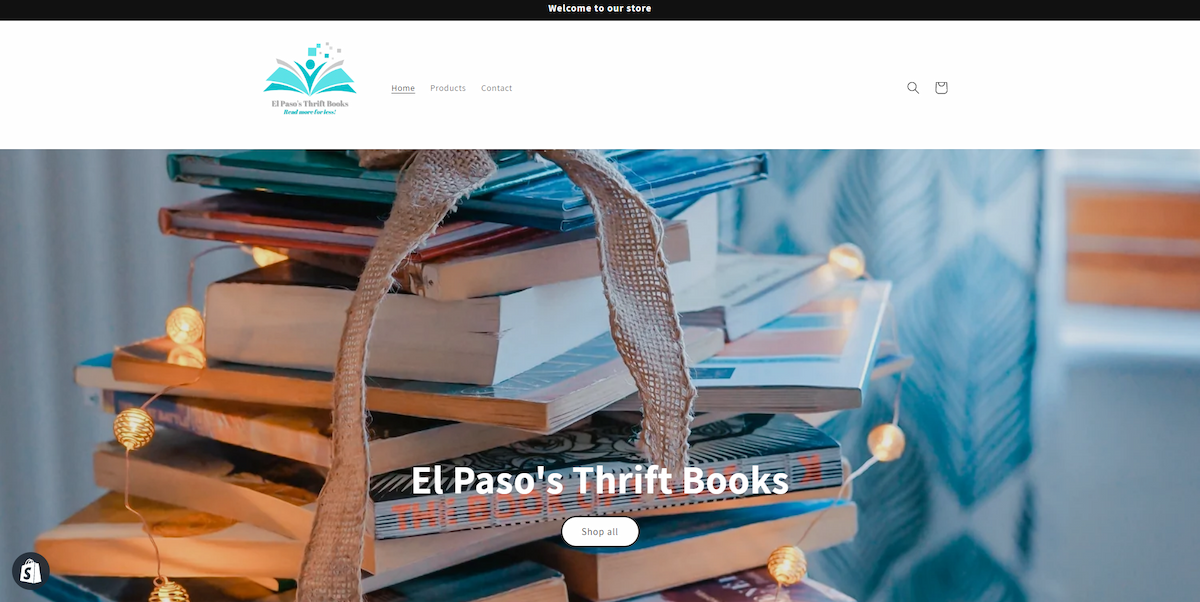 Welcome to our store
El Paso's Thrift Books
Read more for less!
Home Products Contact
El Paso's Thrift Books
Shop all